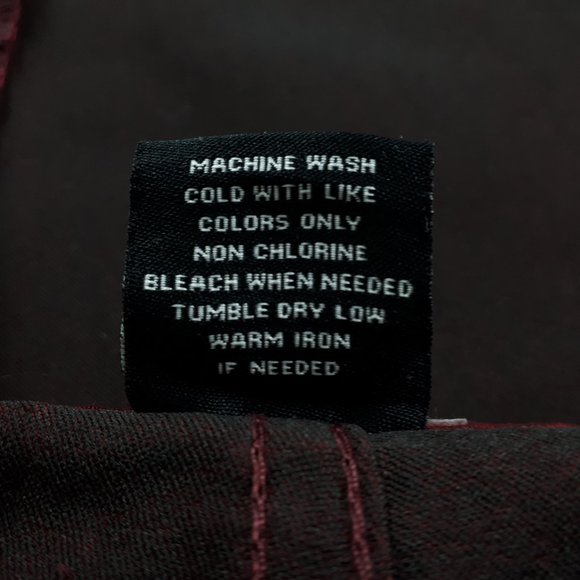 MACHINE WASH
COLD WITH LIKE
COLORS ONLY
NON CHLORINE
BLEACH WHEN NEEDED
TUMBLE DRY LOW
WARM IRON
IF NEEDED